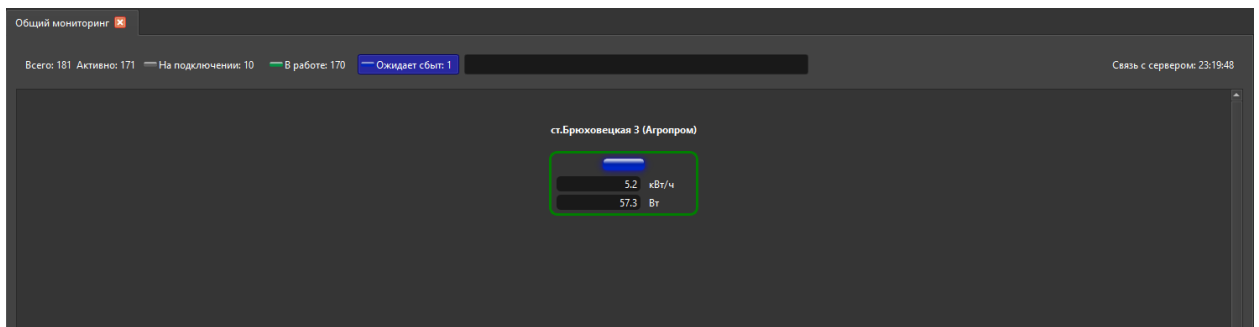 Общий мониторинг
Всего: 181 Активно: 171 На подключении: 10 В работе: 170 Ожидает сбыт: 1 Связь с сервером: 23:19:48
ст.Брюховецкая 3 (Агропром)
5.2 кВт/ч
57.3 Вт